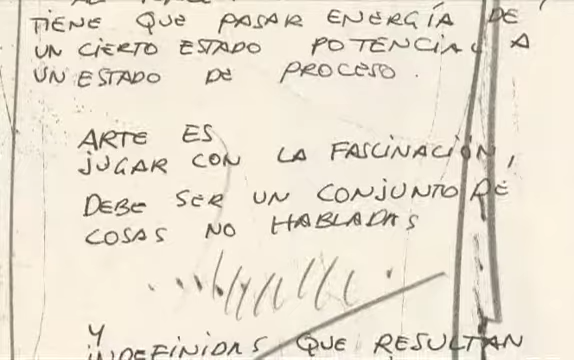 TIENE QUE PASAR ENERGÍA DE
UN CIERTO ESTADO POTENCIAL A
UN ESTADO DE PROCESO.
ARTE ES
JUGAR CON LA FASCINACIÓN,
DEBE SER UN CONJUNTO DE
COSAS NO HABLADAS
Y
INDEFINIDAS QUE RESULTAN